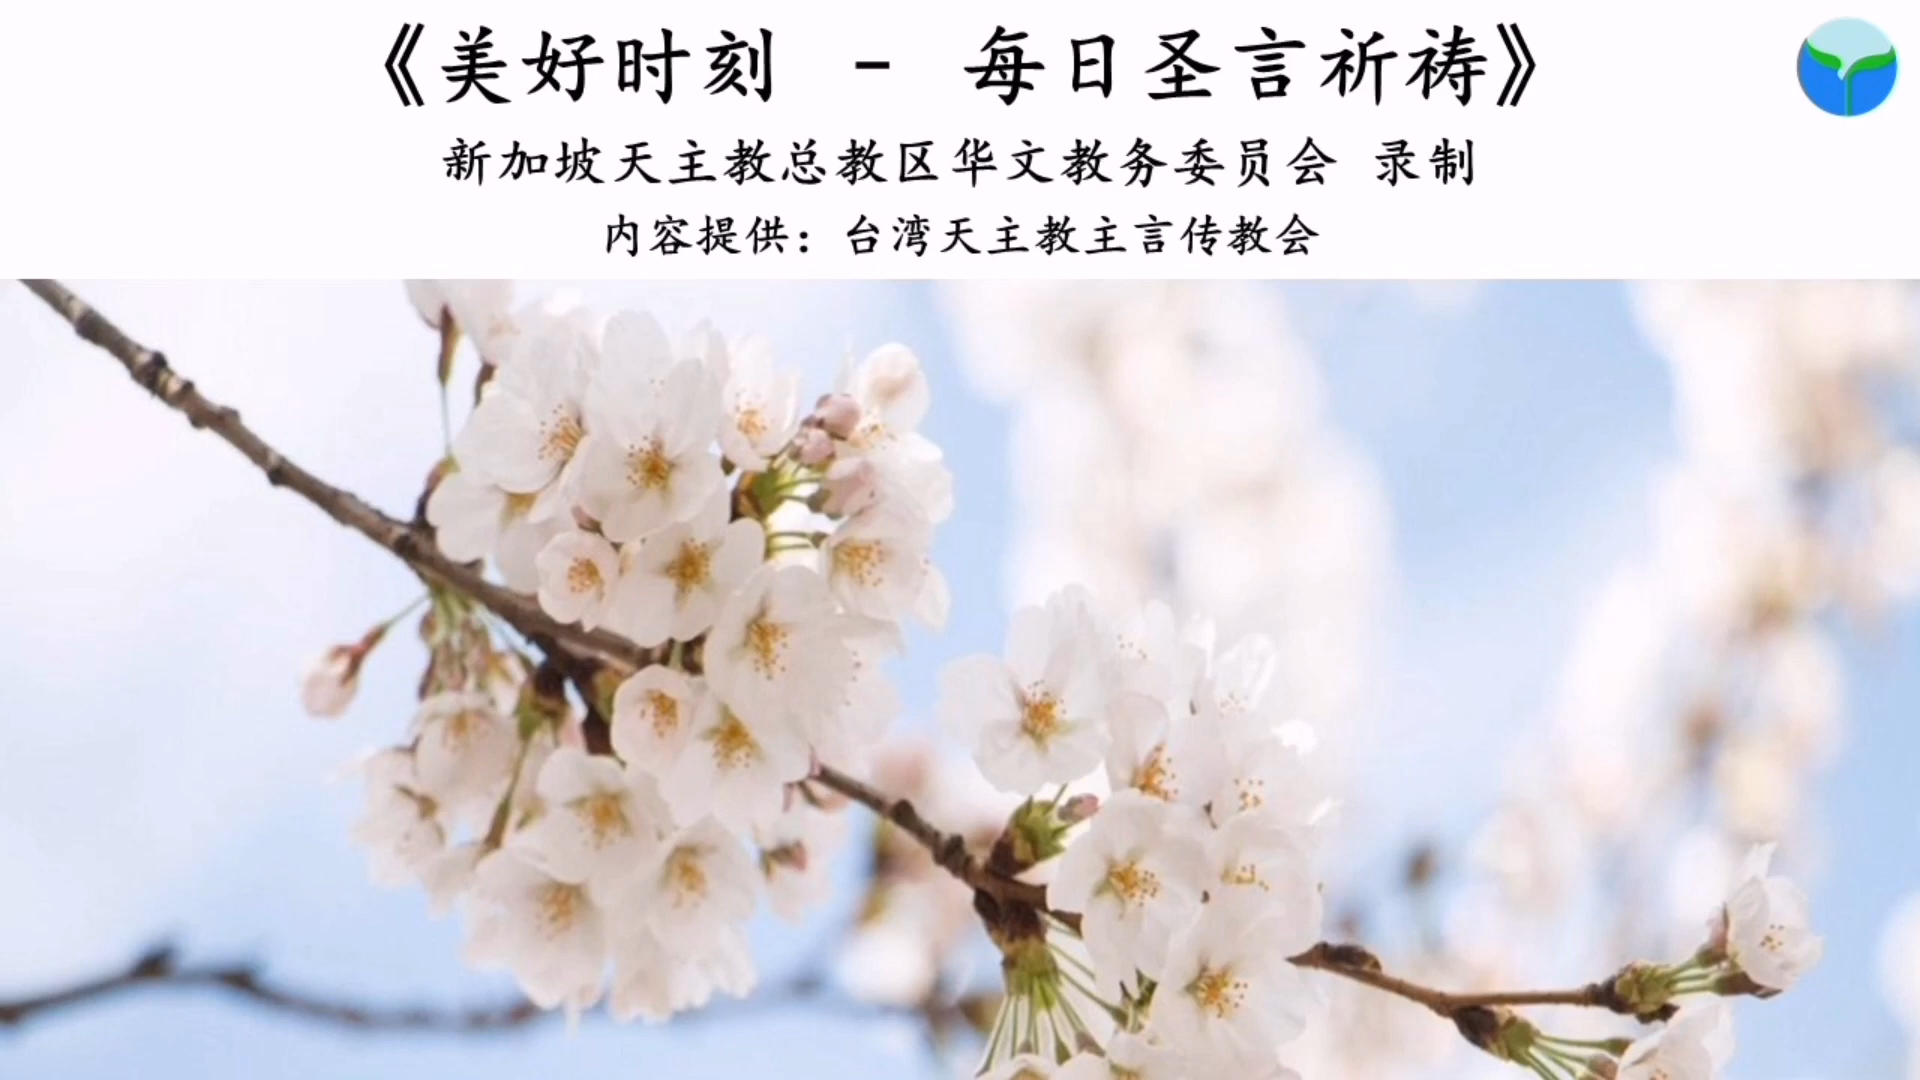 《美好时刻 - 每日圣言祈祷》
新加坡天主教总教区华文教务委员会 录制
内容提供：台湾天主教主言传教会